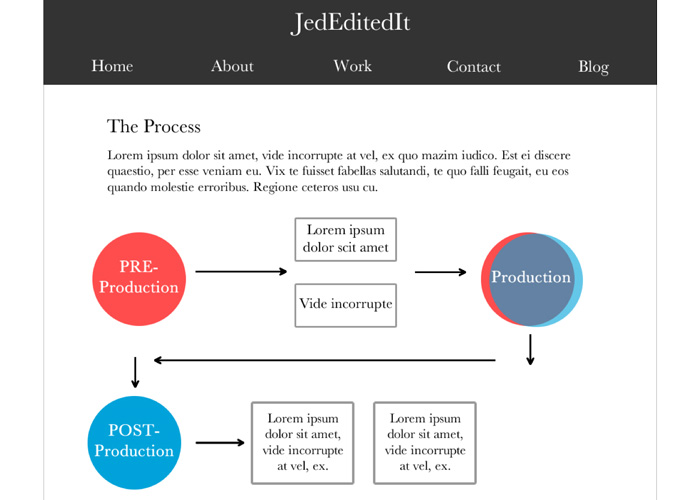 JedEditedIt
Home About Work Contact Blog
The Process
Lorem ipsum dolor sit amet, vide incorrupte at vel, ex quo mazim iudico. Est ei discere
quaestio, per esse veniam eu. Vix te fuisset fabellas salutandi, te quo falli feugait, eu eos
quando molestie erroribus. Regione ceteros usu cu.
PRE-
Production
Lorem ipsum
dolor scit amet
Vide incorrupte
Production
POST-
Production
Lorem ipsum
dolor sit amet,
vide incorrupte
at vel, ex.
Lorem ipsum
dolor sit amet,
vide incorrupte
at vel, ex.